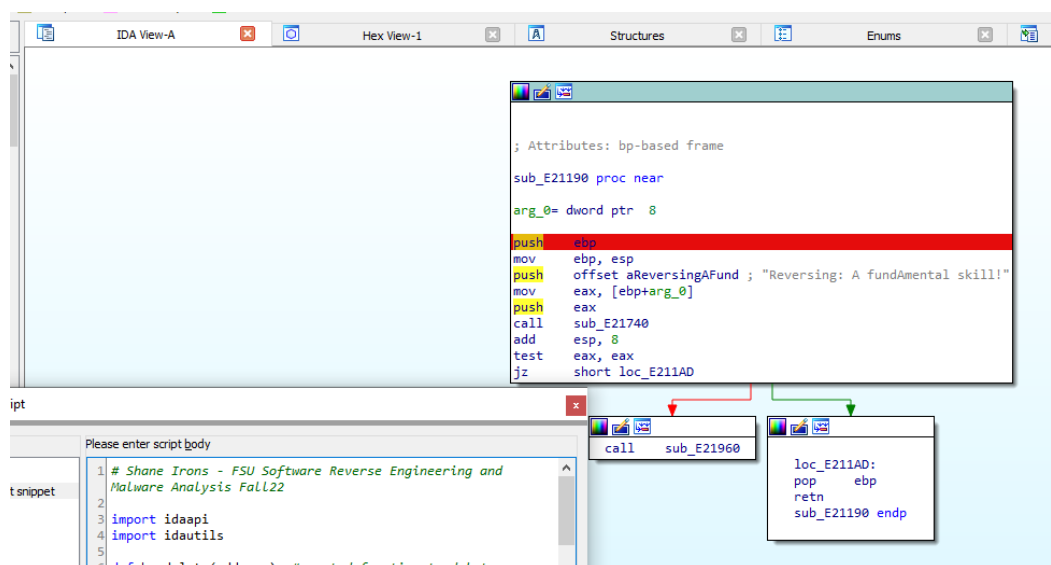 IDA View-A
Hex View-1
Structures
Enums
; Attributes: bp-based frame
sub_E21190 proc near
arg_0= dword ptr  8
push    ebp
mov     ebp, esp
push    offset aReversingAFund ; "Reversing: A fundAmental skill!"
mov     eax, [ebp+arg_0]
push    eax
call    sub_E21740
add     esp, 8
test    eax, eax
jz      short loc_E211AD
call    sub_E21960
loc_E211AD:
pop     ebp
retn
sub_E21190 endp
ipt
Please enter script body
t snippet
1 # Shane Irons - FSU Software Reverse Engineering and
Malware Analysis Fall22
2
3 import idaapi
4 import idautils
5